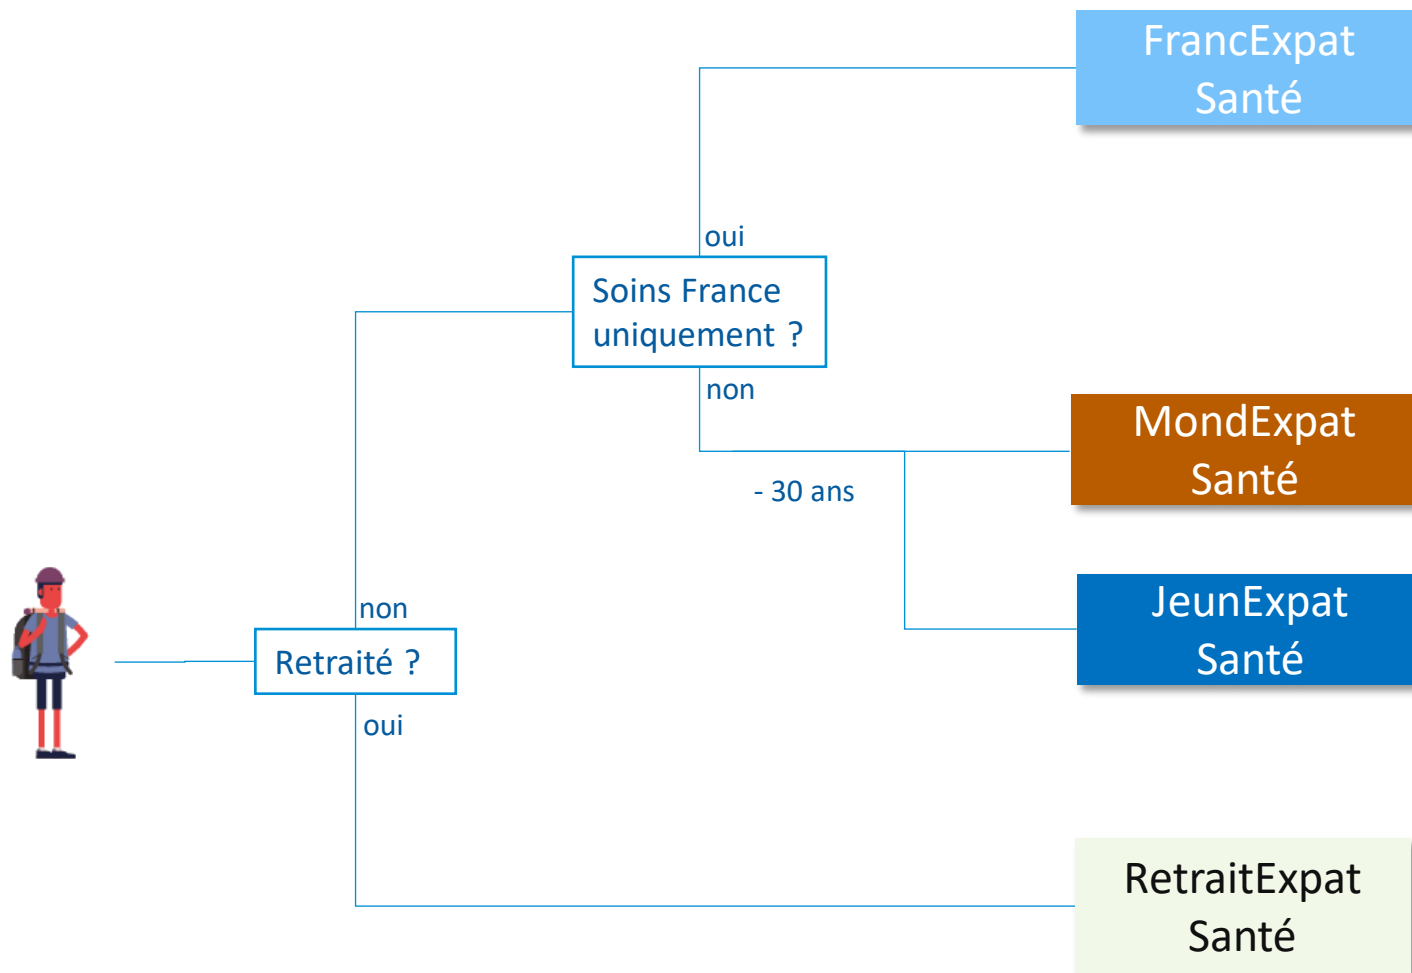 FrancExpat
Santé
oui
Soins France
uniquement ?
non
MondExpat
Santé
- 30 ans
JeunExpat
Santé
non
Retraité ?
oui
RetraitExpat
Santé